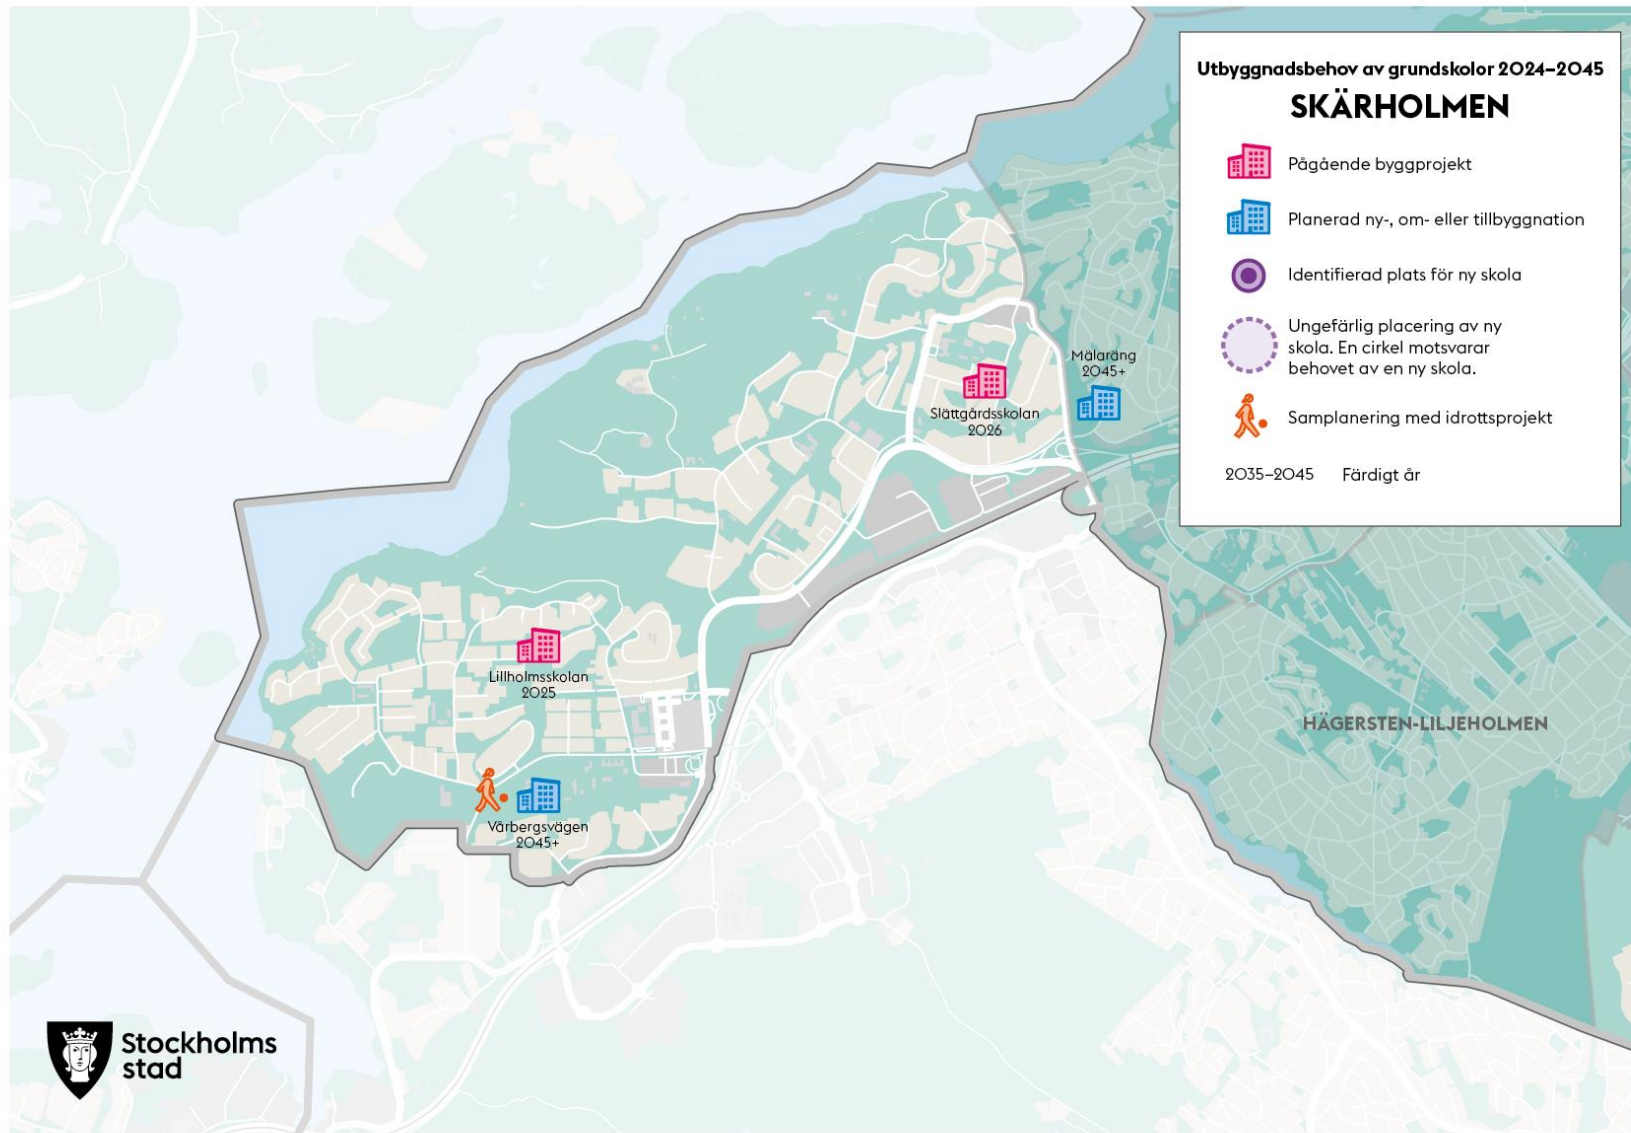 Utbyggnadsbehov av grundskolor 2024–2045
SKÄRHOLMEN
Pågående byggprojekt
Planerad ny-, om- eller tillbyggnation
Identifierad plats för ny skola
Ungefärlig placering av ny
skola. En cirkel motsvarar
behovet av en ny skola.
Samplanering med idrottsprojekt
2035–2045 Färdigt år
Mälaräng
2045+
Slättgårdsskolan
2026
Lillholmsskolan
2025
HÄGERSTEN-LILJEHOLMEN
Vårbergsvägen
2045+
Stockholms
stad